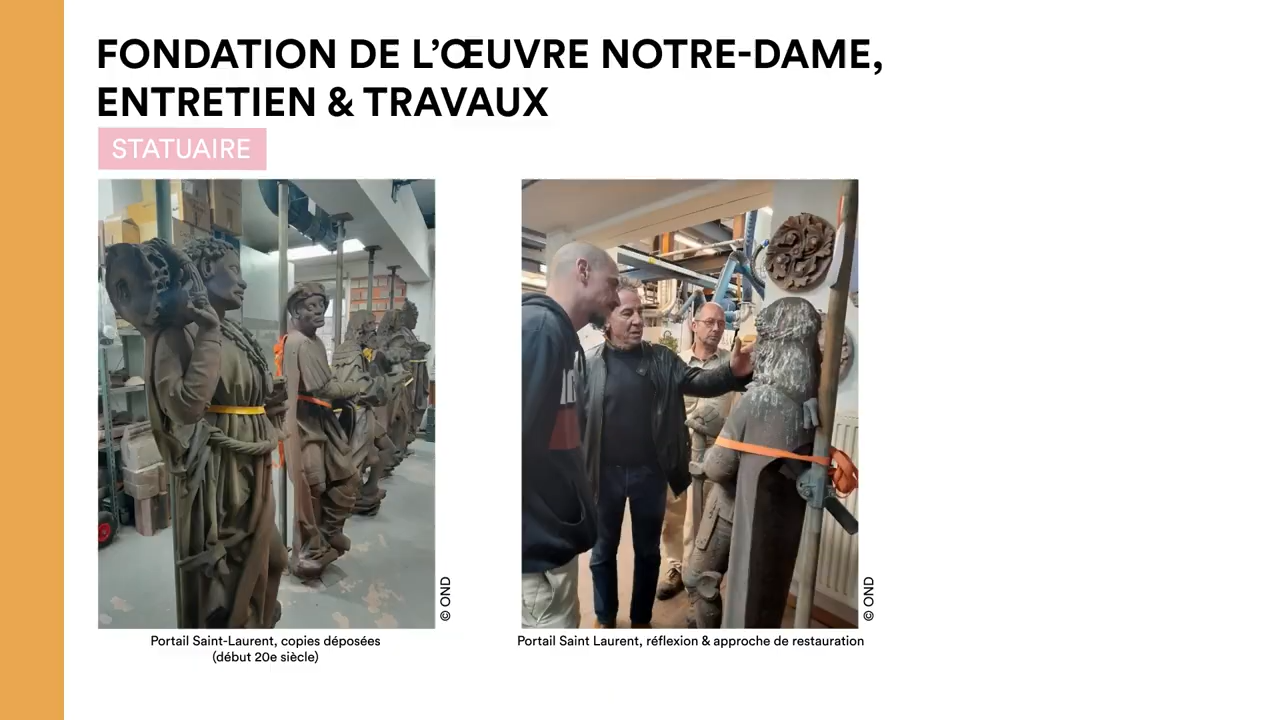 FONDATION DE L’ŒUVRE NOTRE-DAME,
ENTRETIEN & TRAVAUX
STATUAIRE
© OND
© OND
Portail Saint-Laurent, copies déposées
(début 20e siècle)
Portail Saint Laurent, réflexion & approche de restauration